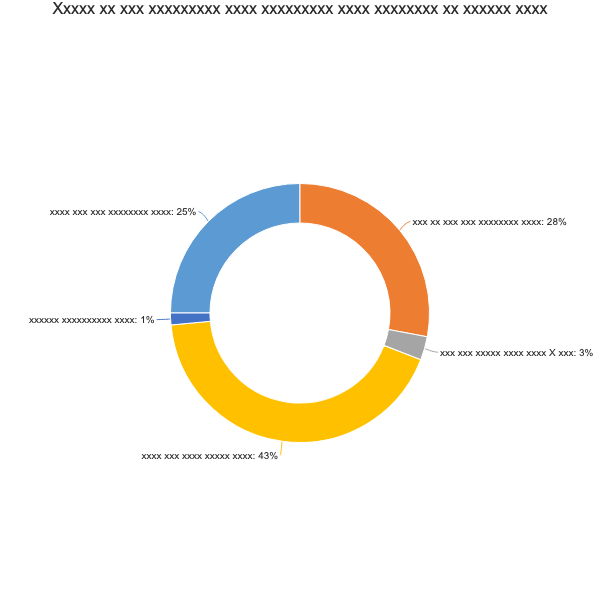 Xxxxx xx xxx xxxxxxxxx xxxx xxxxxxxxx xxxx xxxxxxxx xx xxxxxx xxxx
xxxx xxx xxx xxxxxxxx xxxx: 25%
xxx xx xxx xxx xxxxxxxx xxxx: 28%
xxxxxx xxxxxxxxxx xxxx: 1%
xxx xxx xxxxx xxxx xxxx X xxx: 3%
xxxx xxx xxxx xxxxx xxxx: 43%